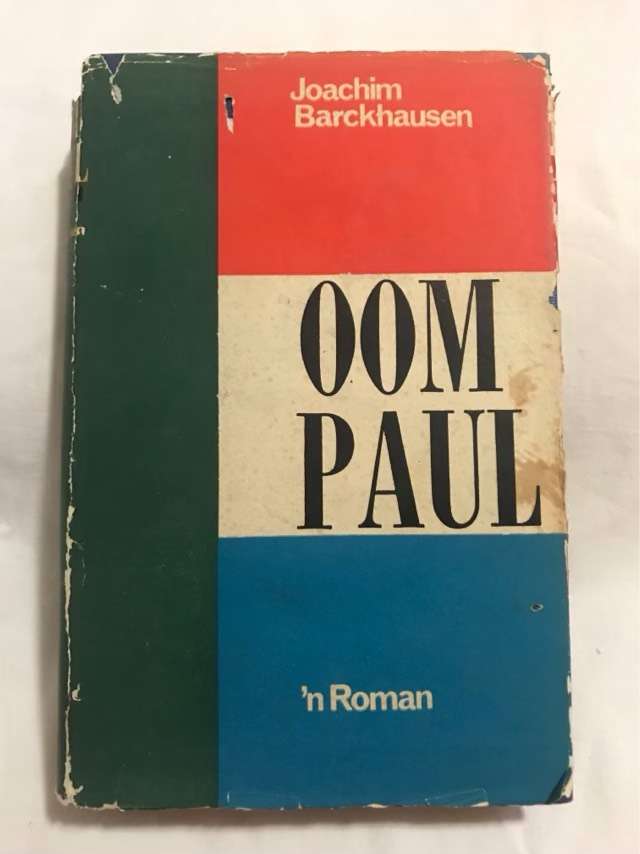 Joachim
Barckhausen
OOM
PAUL
'n Roman